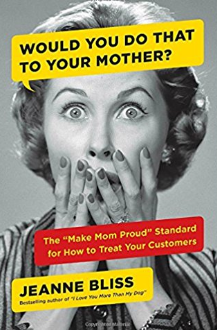 WOULD YOU DO THAT
TO YOUR MOTHER?
The "Make Mom Proud" Standard
for How to Treat Your Customers
JEANNE BLISS
Bestselling author of "I Love You More Than My Dog"